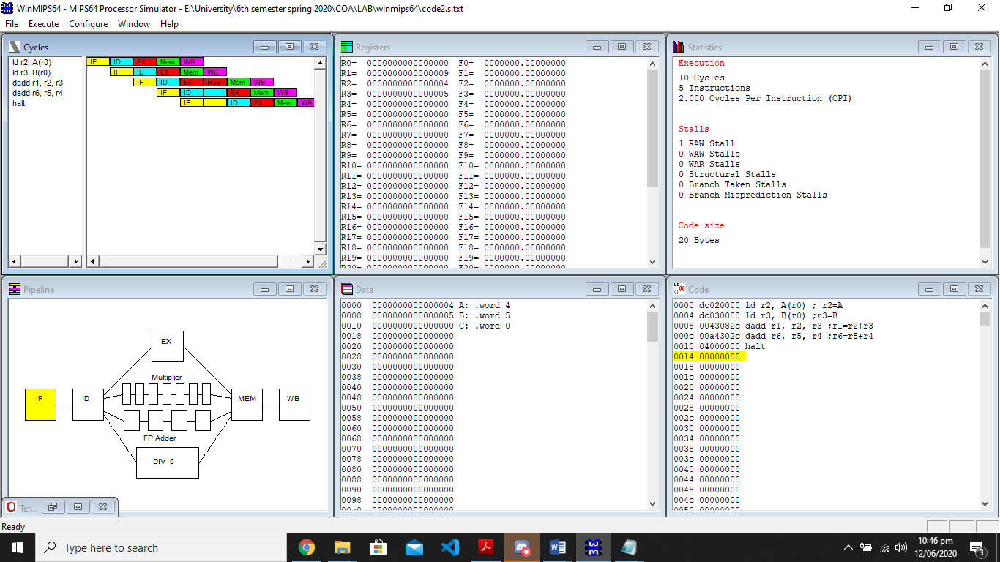 WinMIPS64 - MIPS64 Processor Simulator - E:\University\6th semester spring 2020\COA\LAB\winmips64\code2.s.txt
File Execute Configure Window Help
Cycles
ld r2, A(r0) IF ID EX Mem WB
ld r3, B(r0) IF ID EX Mem WB
dadd r1, r2, r3 IF ID EX Raw Mem WB
dadd r6, r5, r4 IF ID EX Mem WB
halt IF ID EX Mem WB
Registers
R0= 0000000000000000 F0= 0000000.00000000
R1= 0000000000000009 F1= 0000000.00000000
R2= 0000000000000004 F2= 0000000.00000000
R3= 0000000000000005 F3= 0000000.00000000
R4= 0000000000000000 F4= 0000000.00000000
R5= 0000000000000000 F5= 0000000.00000000
R6= 0000000000000000 F6= 0000000.00000000
R7= 0000000000000000 F7= 0000000.00000000
R8= 0000000000000000 F8= 0000000.00000000
R9= 0000000000000000 F9= 0000000.00000000
R10= 0000000000000000 F10= 0000000.00000000
R11= 0000000000000000 F11= 0000000.00000000
R12= 0000000000000000 F12= 0000000.00000000
R13= 0000000000000000 F13= 0000000.00000000
R14= 0000000000000000 F14= 0000000.00000000
R15= 0000000000000000 F15= 0000000.00000000
R16= 0000000000000000 F16= 0000000.00000000
R17= 0000000000000000 F17= 0000000.00000000
R18= 0000000000000000 F18= 0000000.00000000
R19= 0000000000000000 F19= 0000000.00000000
R20= 0000000000000000 F20= 0000000.00000000
Statistics
Execution
10 Cycles
5 Instructions
2.000 Cycles Per Instruction (CPI)
Stalls
1 RAW Stall
0 WAW Stalls
0 WAR Stalls
0 Structural Stalls
0 Branch Taken Stalls
0 Branch Misprediction Stalls
Code size
20 Bytes
Pipeline
EX
Multiplier
IF ID MEM WB
FP Adder
DIV 0
Ter...
Data
0000 0000000000000004 A: .word 4
0008 0000000000000005 B: .word 5
0010 0000000000000000 C: .word 0
0018 0000000000000000
0020 0000000000000000
0028 0000000000000000
0030 0000000000000000
0038 0000000000000000
0040 0000000000000000
0048 0000000000000000
0050 0000000000000000
0058 0000000000000000
0060 0000000000000000
0068 0000000000000000
0070 0000000000000000
0078 0000000000000000
0080 0000000000000000
0088 0000000000000000
0090 0000000000000000
0098 0000000000000000
00a0 0000000000000000
Code
0000 dc020000 ld r2, A(r0) ; r2=A
0004 dc030008 ld r3, B(r0) ;r3=B
0008 0043082c dadd r1, r2, r3 ;r1=r2+r3
000c 00a4302c dadd r6, r5, r4 ;r6=r5+r4
0010 04000000 halt
0014 00000000
0018 00000000
001c 00000000
0020 00000000
0024 00000000
0028 00000000
002c 00000000
0030 00000000
0034 00000000
0038 00000000
003c 00000000
0040 00000000
0044 00000000
0048 00000000
004c 00000000
0050 00000000
Ready
Type here to search
10:46 pm
12/06/2020
3